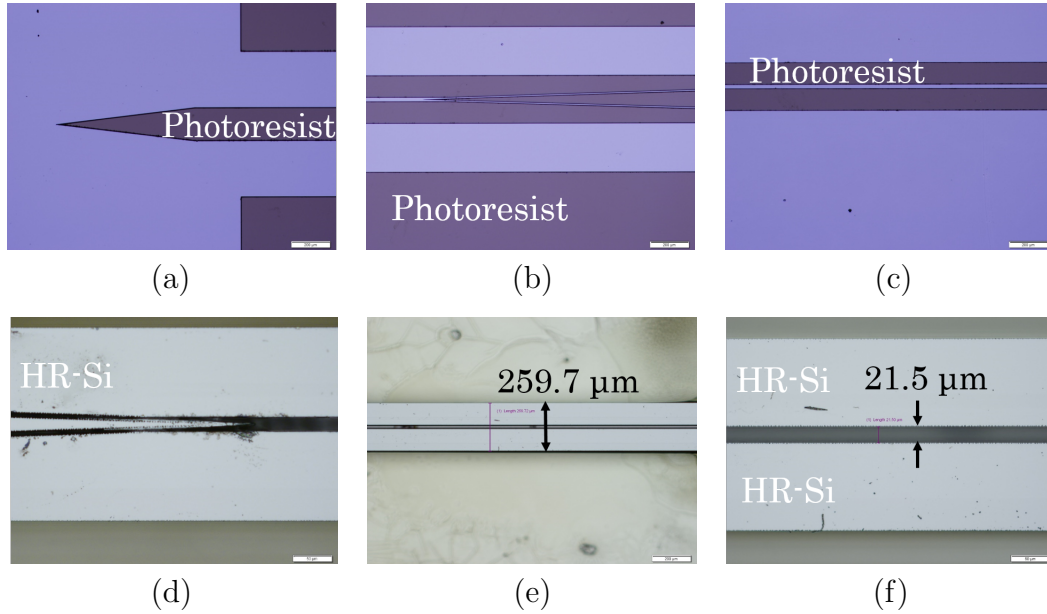 Photoresist
(a)
Photoresist
(b)
Photoresist
(c)
HR-Si
(d)
259.7 μm
(e)
HR-Si
21.5 μm
HR-Si
(f)